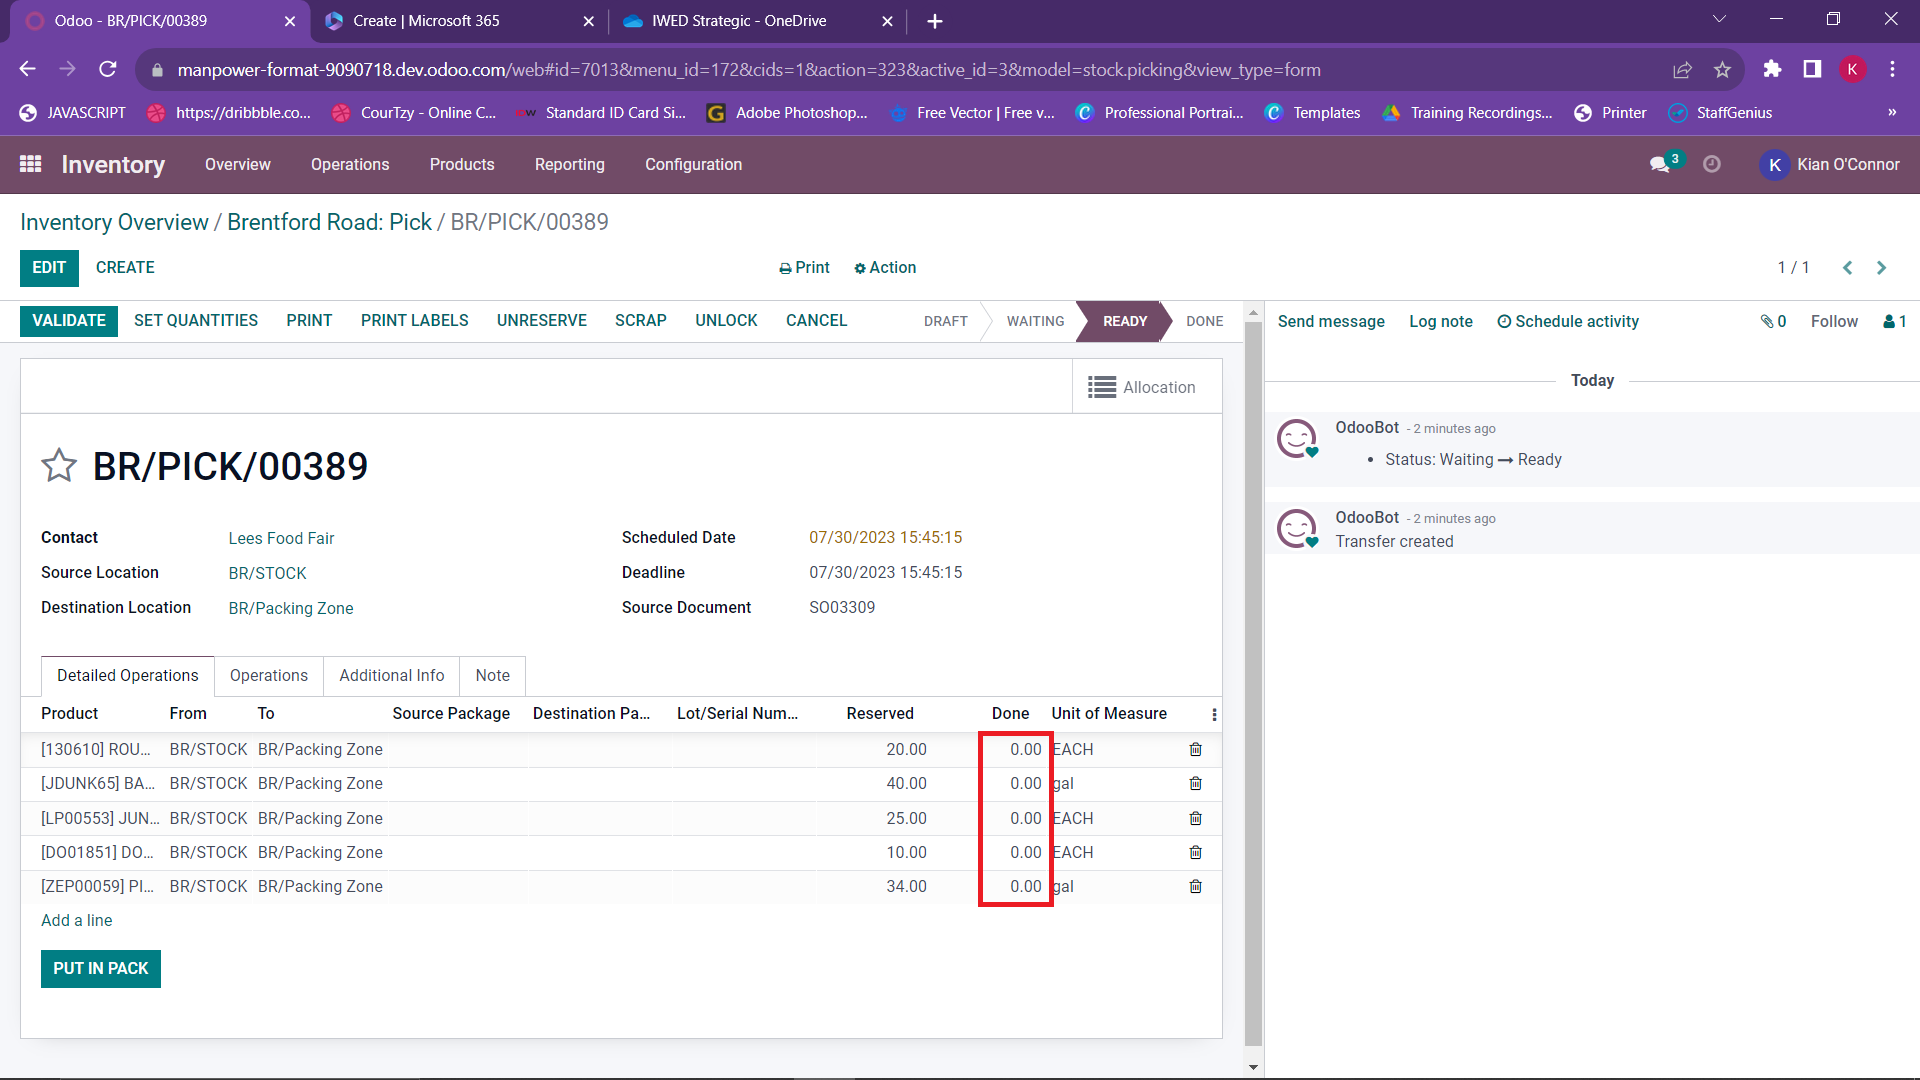 Odoo - BR/PICK/00389
Create | Microsoft 365
IWED Strategic - OneDrive
manpower-format-9090718.dev.odoo.com/web#id=7013&menu_id=172&cids=1&action=323&active_id=3&model=stock.picking&view_type=form
K
JAVASCRIPT
https://dribbble.co...
CourTzy - Online C...
Standard ID Card Si...
Adobe Photoshop,...
Free Vector | Free v...
Professional Portrai...
Templates
Training Recordings...
Printer
StaffGenius
»
Inventory
Overview
Operations
Products
Reporting
Configuration
3
K
Kian O'Connor
Inventory Overview / Brentford Road: Pick / BR/PICK/00389
EDIT
CREATE
Print
Action
1 / 1
VALIDATE
SET QUANTITIES
PRINT
PRINT LABELS
UNRESERVE
SCRAP
UNLOCK
CANCEL
DRAFT
WAITING
READY
DONE
Send message
Log note
Schedule activity
0
Follow
1
Allocation
Today
OdooBot - 2 minutes ago
• Status: Waiting → Ready
OdooBot - 2 minutes ago
Transfer created
BR/PICK/00389
Contact Lees Food Fair
Source Location BR/STOCK
Destination Location BR/Packing Zone
Scheduled Date 07/30/2023 15:45:15
Deadline 07/30/2023 15:45:15
Source Document SO03309
Detailed Operations
Operations
Additional Info
Note
Product From To Source Package Destination Pa... Lot/Serial Num... Reserved Done Unit of Measure
[130610] ROU... BR/STOCK BR/Packing Zone 20.00 0.00 EACH
[JDUNK65] BA... BR/STOCK BR/Packing Zone 40.00 0.00 gal
[LP00553] JUN... BR/STOCK BR/Packing Zone 25.00 0.00 EACH
[DO01851] DO... BR/STOCK BR/Packing Zone 10.00 0.00 EACH
[ZEP00059] PI... BR/STOCK BR/Packing Zone 34.00 0.00 gal
Add a line
PUT IN PACK